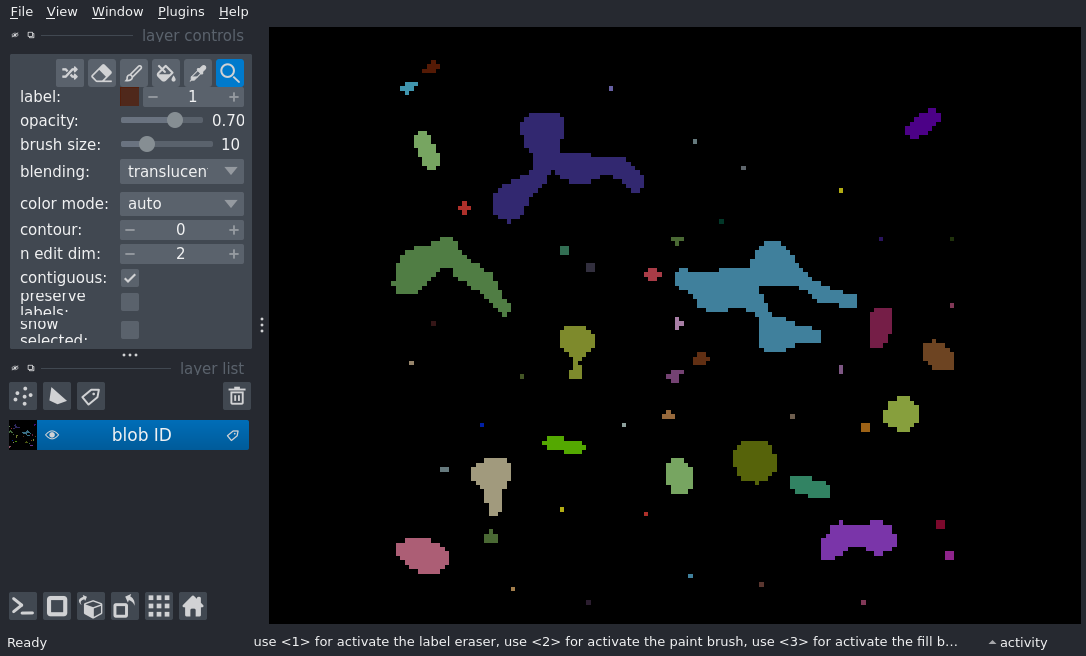 File View Window Plugins Help
layer controls
label: 1
opacity: 0.70
brush size: 10
blending: translucen
color mode: auto
contour: 0
n edit dim: 2
contiguous:
preserve
labels:
show
selected:
layer list
blob ID
Ready use <1> for activate the label eraser, use <2> for activate the paint brush, use <3> for activate the fill b... activity